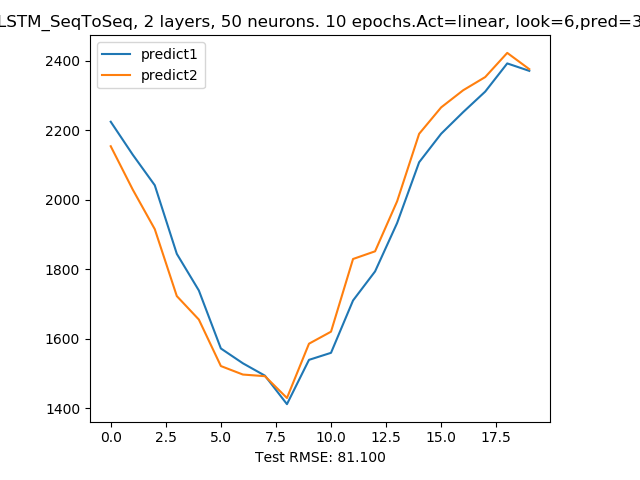 LSTM_SeqToSeq, 2 layers, 50 neurons. 10 epochs.Act=linear, look=6,pred=3
predict1
predict2
2400
2200
2000
1800
1600
1400
0.0 2.5 5.0 7.5 10.0 12.5 15.0 17.5
Test RMSE: 81.100